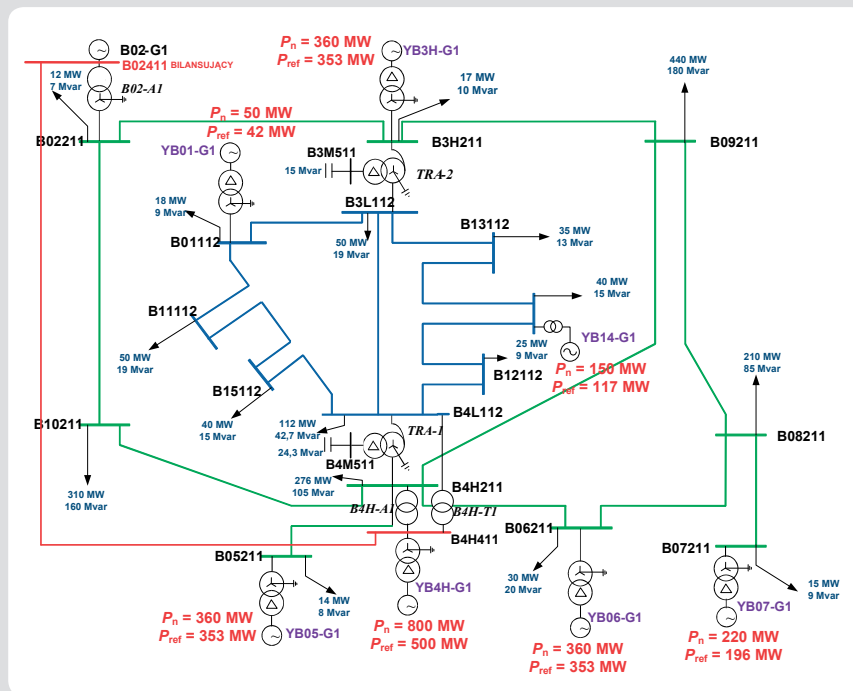 B02-G1
B02411 BILANSUJĄCY
12 MW
7 Mvar
B02-A1
B02211
Pn = 360 MW
Pref = 353 MW
YB3H-G1
17 MW
10 Mvar
B3H211
440 MW
180 Mvar
B09211
Pn = 50 MW
Pref = 42 MW
YB01-G1
B3M511
15 Mvar
TRA-2
18 MW
9 Mvar
B01112
B3L112
50 MW
19 Mvar
B13112
35 MW
13 Mvar
40 MW
15 Mvar
B11112
50 MW
19 Mvar
YB14-G1
25 MW
9 Mvar
Pn = 150 MW
Pref = 117 MW
B12112
210 MW
85 Mvar
B15112
40 MW
15 Mvar
B4L112
112 MW
42,7 Mvar
TRA-1
24,3 Mvar
B4M511
B10211
310 MW
160 Mvar
B08211
276 MW
105 Mvar
B4H211
B4H-A1
B4H-T1
B4H411
B06211
30 MW
20 Mvar
B07211
B05211
14 MW
8 Mvar
15 MW
9 Mvar
YB4H-G1
YB06-G1
YB07-G1
Pn = 360 MW
Pref = 353 MW
YB05-G1
Pn = 800 MW
Pref = 500 MW
Pn = 360 MW
Pref = 353 MW
Pn = 220 MW
Pref = 196 MW